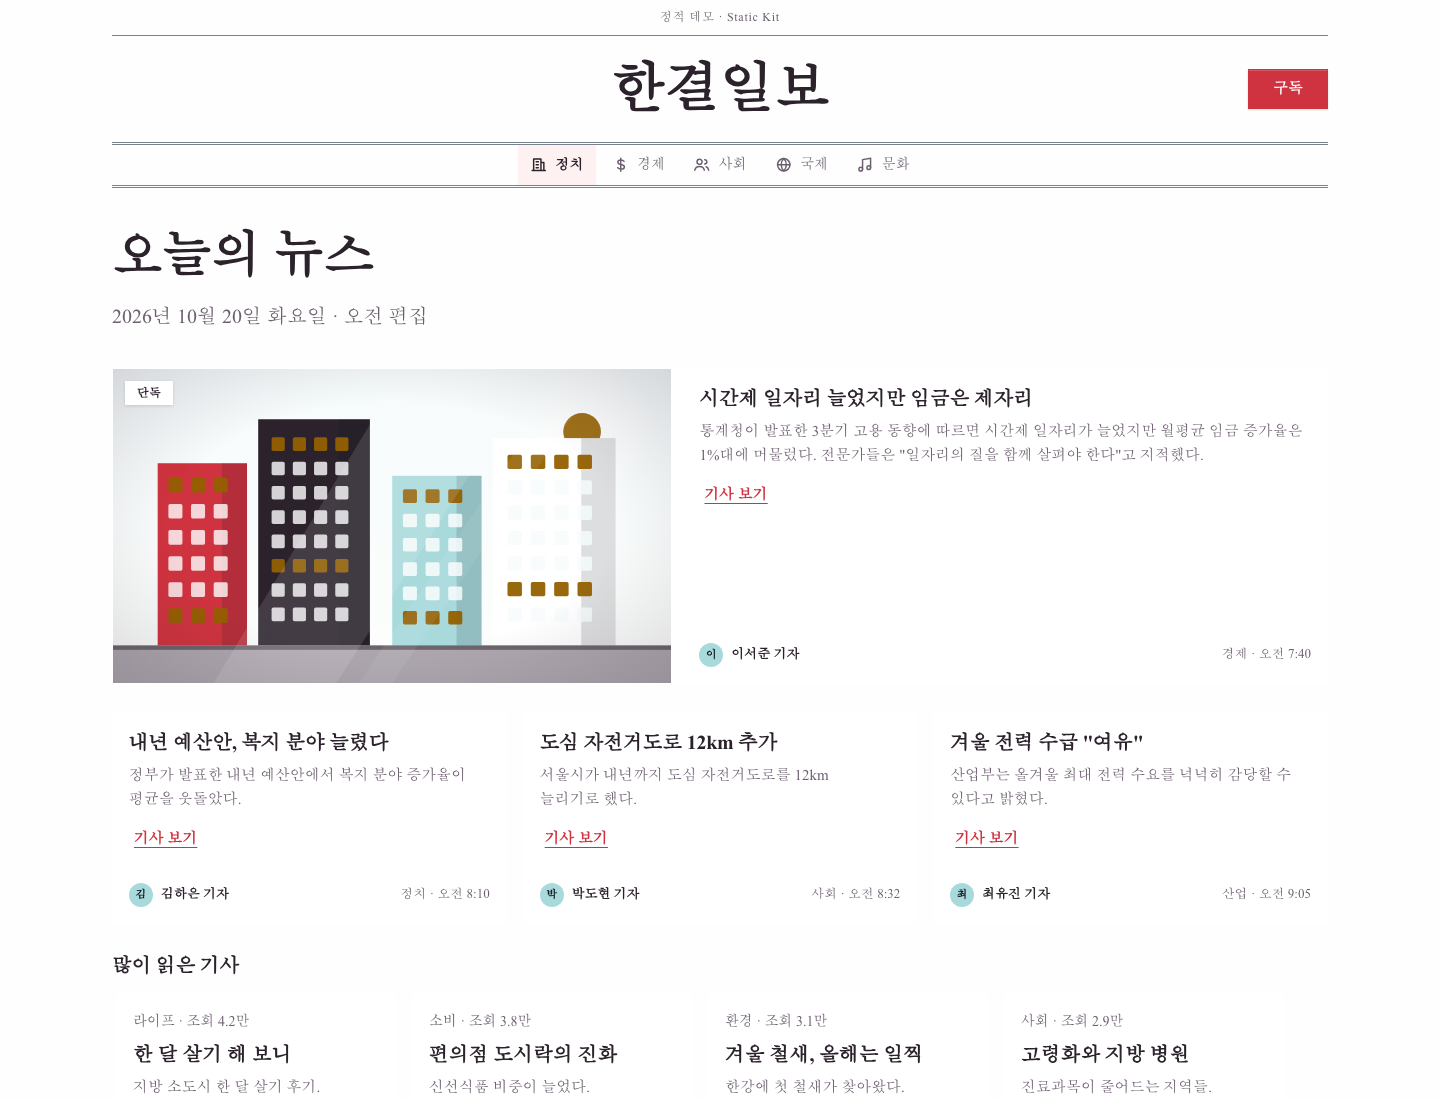 정적 데모 · Static Kit
한결일보
구독
정치
경제
사회
국제
문화
오늘의 뉴스
2026년 10월 20일 화요일 · 오전 편집
단독
시간제 일자리 늘었지만 임금은 제자리
통계청이 발표한 3분기 고용 동향에 따르면 시간제 일자리가 늘었지만 월평균 임금 증가율은
1%대에 머물렀다. 전문가들은 "일자리의 질을 함께 살펴야 한다"고 지적했다.
기사 보기
이 이서준 기자
경제 · 오전 7:40
내년 예산안, 복지 분야 늘렸다
정부가 발표한 내년 예산안에서 복지 분야 증가율이
평균을 웃돌았다.
기사 보기
김 김하은 기자
정치 · 오전 8:10
도심 자전거도로 12km 추가
서울시가 내년까지 도심 자전거도로를 12km
늘리기로 했다.
기사 보기
박 박도현 기자
사회 · 오전 8:32
겨울 전력 수급 "여유"
산업부는 올겨울 최대 전력 수요를 넉넉히 감당할 수
있다고 밝혔다.
기사 보기
최 최유진 기자
산업 · 오전 9:05
많이 읽은 기사
라이프 · 조회 4.2만
한 달 살기 해 보니
지방 소도시 한 달 살기 후기.
소비 · 조회 3.8만
편의점 도시락의 진화
신선식품 비중이 늘었다.
환경 · 조회 3.1만
겨울 철새, 올해는 일찍
한강에 첫 철새가 찾아왔다.
사회 · 조회 2.9만
고령화와 지방 병원
진료과목이 줄어드는 지역들.